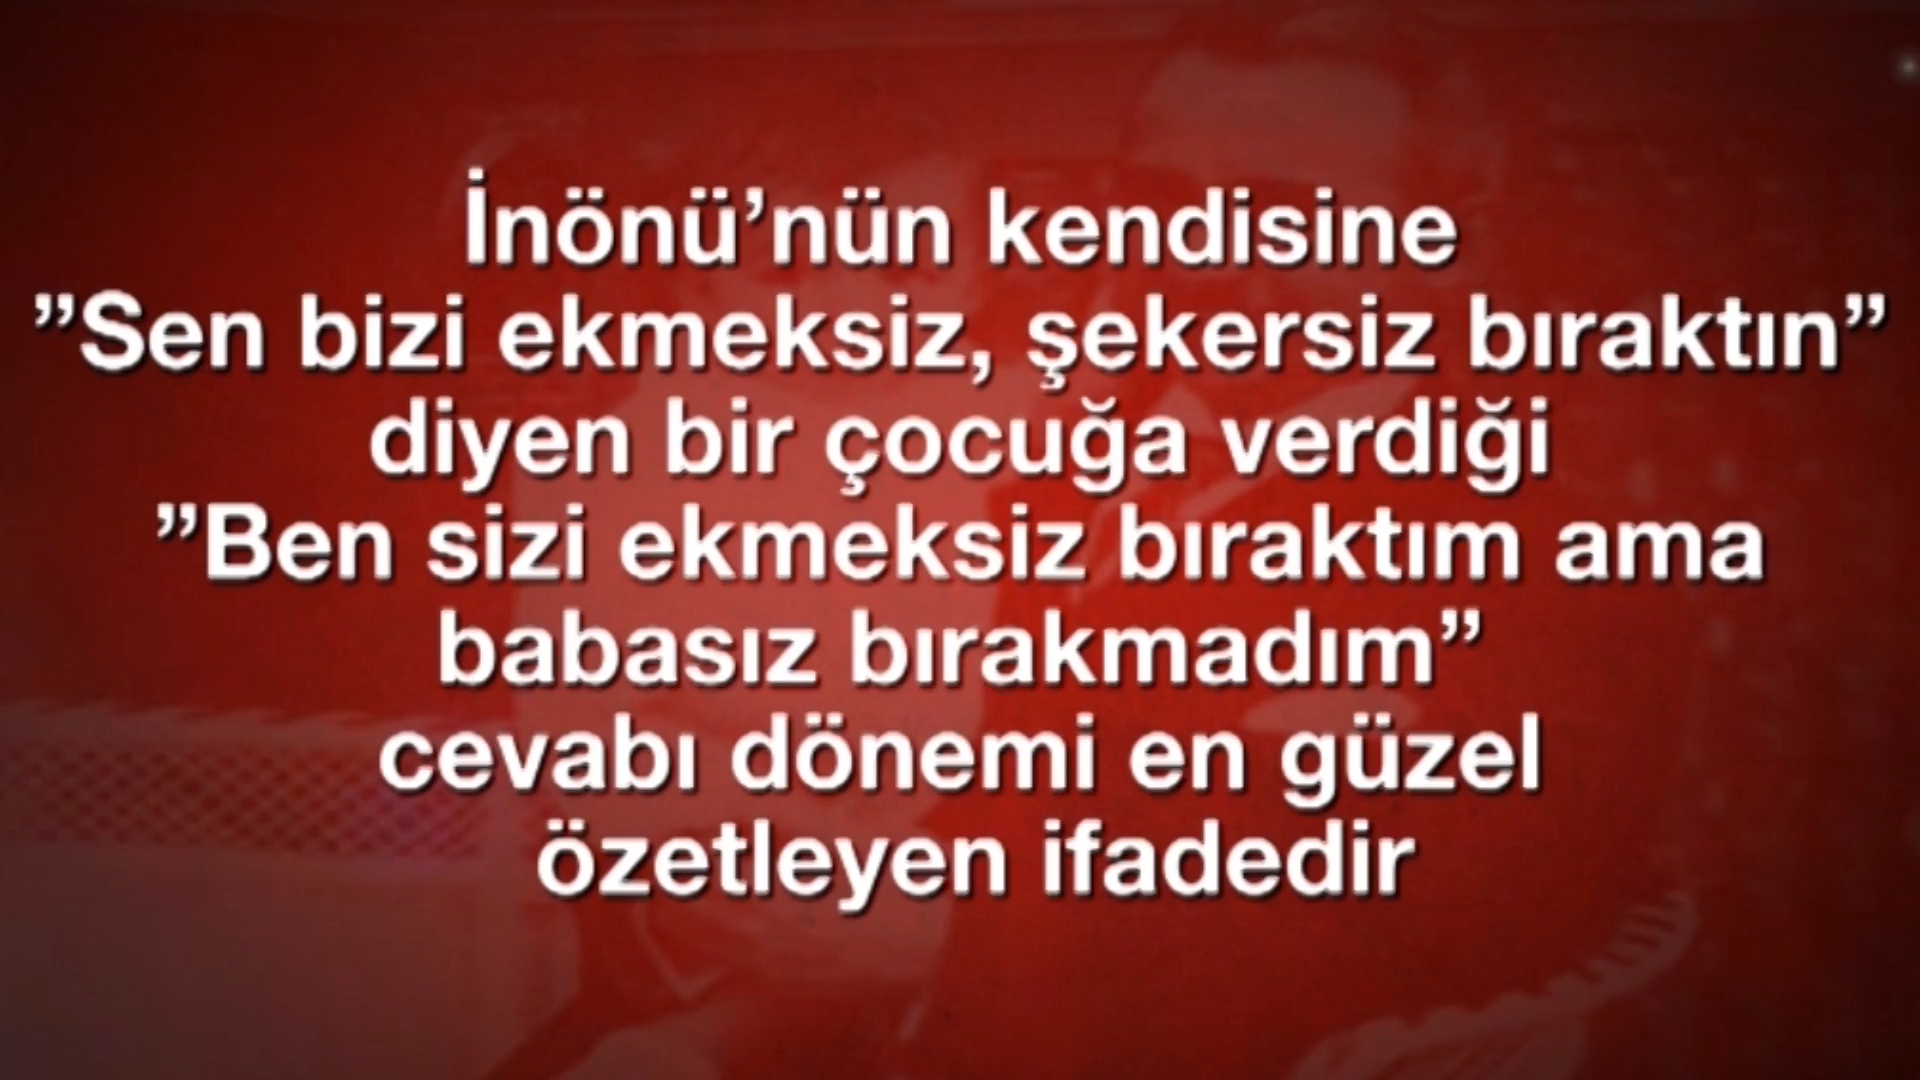 İnönü’nün kendisine
”Sen bizi ekmeksiz, şekersiz bıraktın”
diyen bir çocuğa verdiği
”Ben sizi ekmeksiz bıraktım ama
babasız bırakmadım”
cevabı dönemi en güzel
özetleyen ifadedir